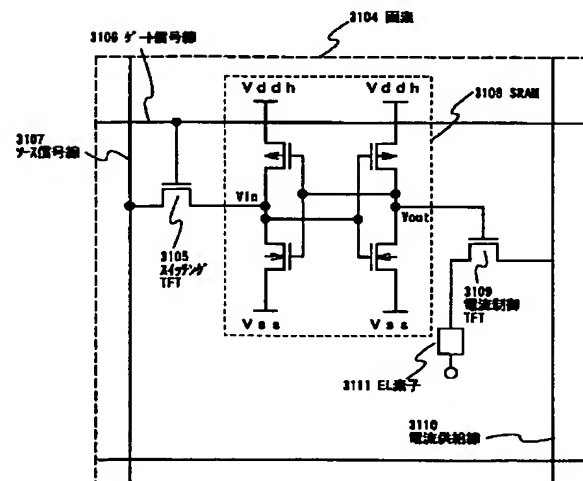 3104 画素
3106 ゲート信号線
Vddh
Vddh
3108 SRAM
3107
ソース信号線
Vin
Vout
3105
スイッチング
TFT
3109
電流制御
TFT
Vss
Vss
3111 EL素子
3110
電流供給線